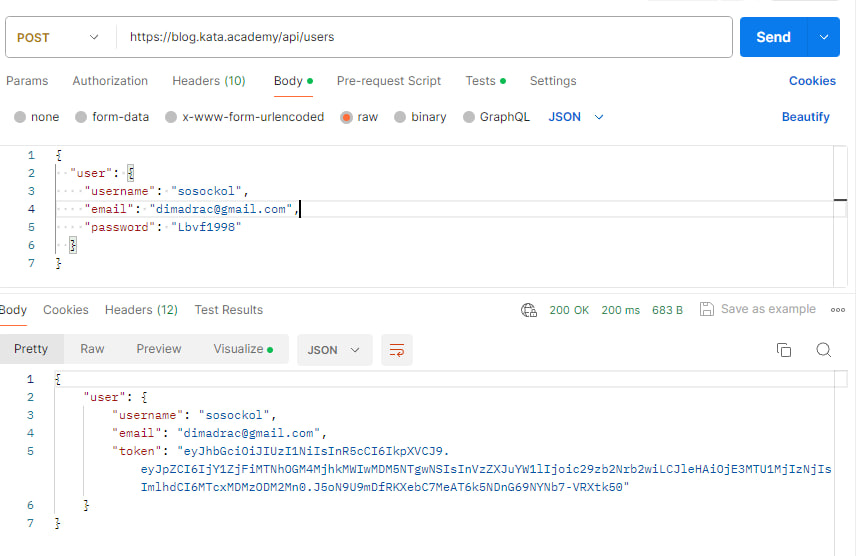 POST https://blog.kata.academy/api/users Send
Params Authorization Headers (10) Body Pre-request Script Tests Settings Cookies
none form-data x-www-form-urlencoded raw binary GraphQL JSON Beautify
1 {
2 "user": {
3 "username": "sosockol",
4 "email": "dimadrac@gmail.com",
5 "password": "Lbvf1998"
6 }
7 }
Body Cookies Headers (12) Test Results 200 OK 200 ms 683 B Save as example
Pretty Raw Preview Visualize JSON
1 {
2 "user": {
3 "username": "sosockol",
4 "email": "dimadrac@gmail.com",
5 "token": "eyJhbGciOiJIUzI1NiIsInR5cCI6IkpXVCJ9.
eyJpZCI6IjY1ZjFiMTNhOGM4MjhkMWIwMDM5NTgwNSIsInVzZXJuYW1lIjoic29zb2Nrb2wiLCJleHAiOjE3MTU1MjIzNjIs
ImlhdCI6MTcxMDMzODM2Mn0.J5oN9U9mDfRKXebC7MeAT6k5NDnG69NYNb7-VRXtk50"
6 }
7 }